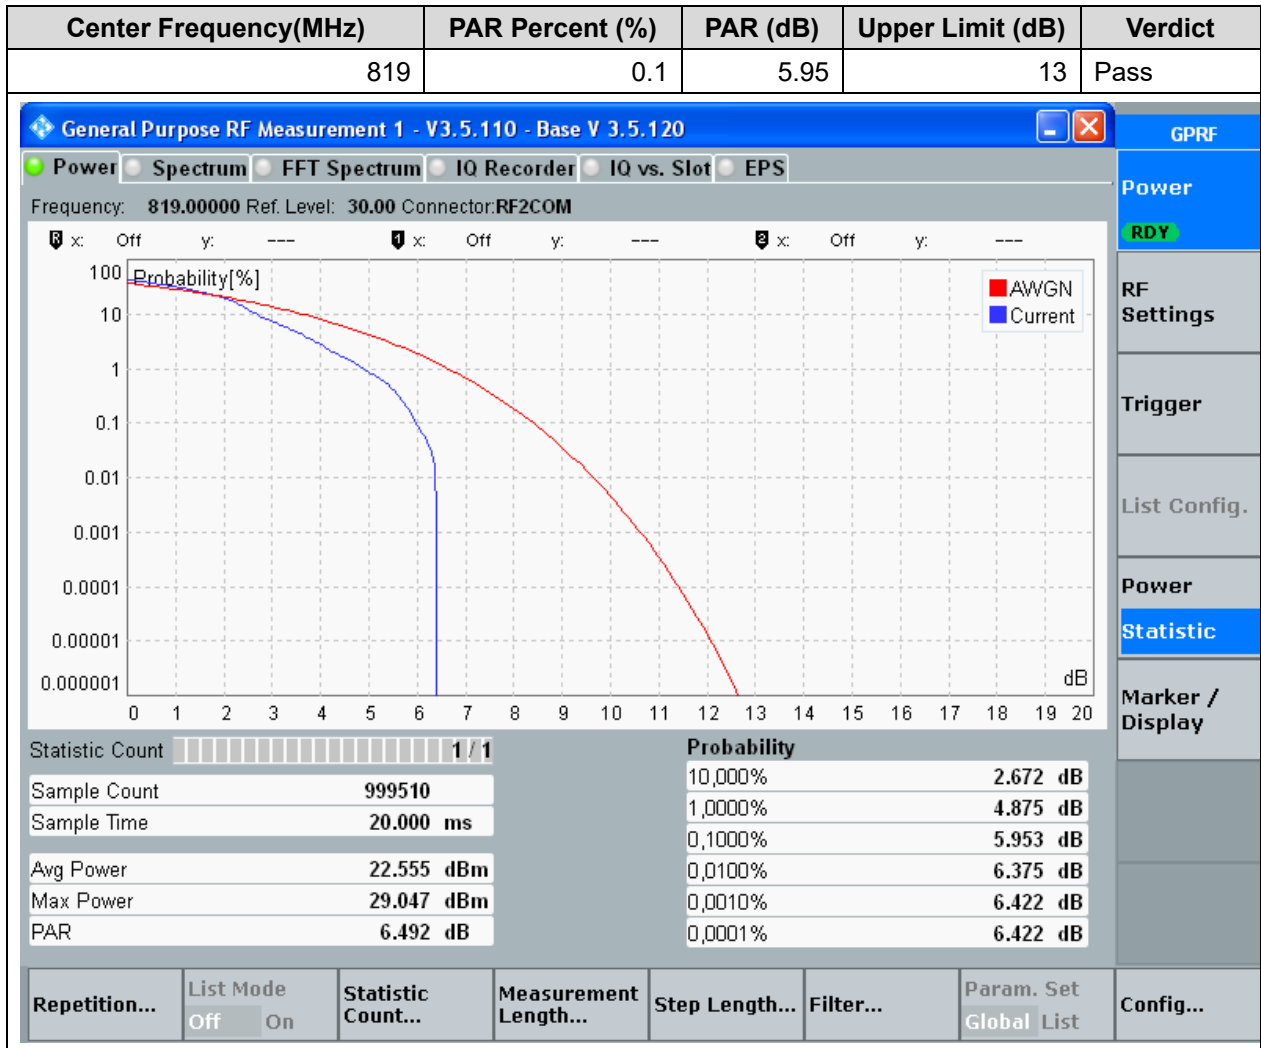 Center Frequency(MHz) PAR Percent (%) PAR (dB) Upper Limit (dB) Verdict
819 0.1 5.95 13 Pass
General Purpose RF Measurement 1 - V3.5.110 - Base V 3.5.120
GPRF
Power Spectrum FFT Spectrum IQ Recorder IQ vs. Slot EPS
Power
RDY
Frequency: 819.00000 Ref. Level: 30.00 Connector:RF2COM
R x: Off y: --- 1 x: Off y: --- 2 x: Off y: ---
Probability[%]
AWGN
Current
100
10
1
0.1
0.01
0.001
0.0001
0.00001
0.000001
dB
0 1 2 3 4 5 6 7 8 9 10 11 12 13 14 15 16 17 18 19 20
RF
Settings
Trigger
List Config.
Power
Statistic
Marker /
Display
Statistic Count 1 / 1
Sample Count 999510
Sample Time 20.000 ms
Avg Power 22.555 dBm
Max Power 29.047 dBm
PAR 6.492 dB
Probability
10,000% 2.672 dB
1,0000% 4.875 dB
0,1000% 5.953 dB
0,0100% 6.375 dB
0,0010% 6.422 dB
0,0001% 6.422 dB
Repetition...
List Mode
Off On
Statistic
Count...
Measurement
Length...
Step Length...
Filter...
Param. Set
Global List
Config...